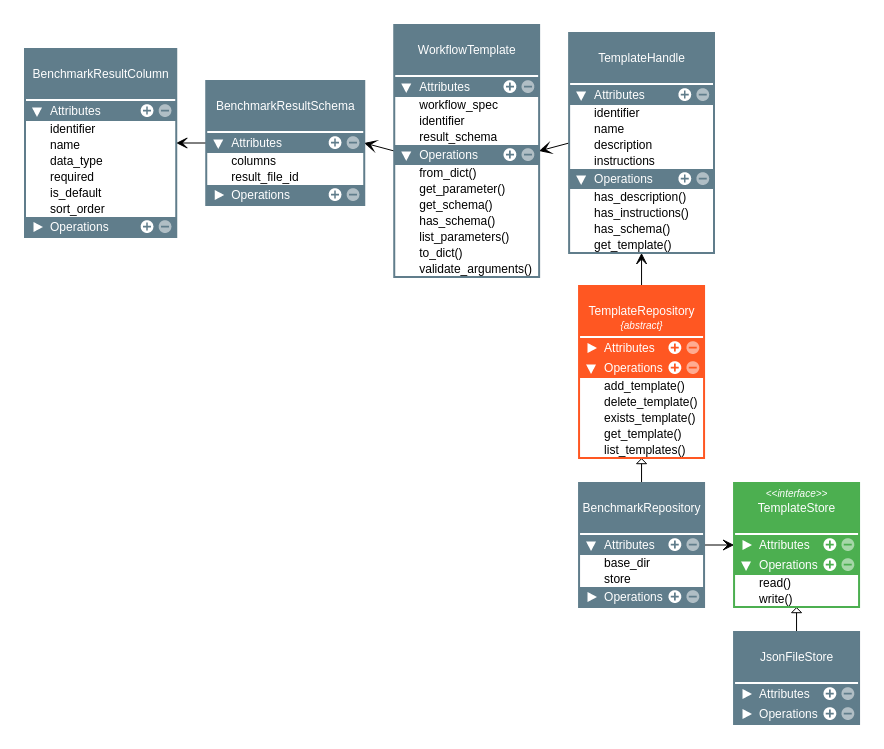 BenchmarkResultColumn
Attributes
identifier
name
data_type
required
is_default
sort_order
Operations
BenchmarkResultSchema
Attributes
columns
result_file_id
Operations
WorkflowTemplate
Attributes
workflow_spec
identifier
result_schema
Operations
from_dict()
get_parameter()
get_schema()
has_schema()
list_parameters()
to_dict()
validate_arguments()
TemplateHandle
Attributes
identifier
name
description
instructions
Operations
has_description()
has_instructions()
has_schema()
get_template()
TemplateRepository
{abstract}
Attributes
Operations
add_template()
delete_template()
exists_template()
get_template()
list_templates()
BenchmarkRepository
Attributes
base_dir
store
Operations
<<interface>>
TemplateStore
Attributes
Operations
read()
write()
JsonFileStore
Attributes
Operations